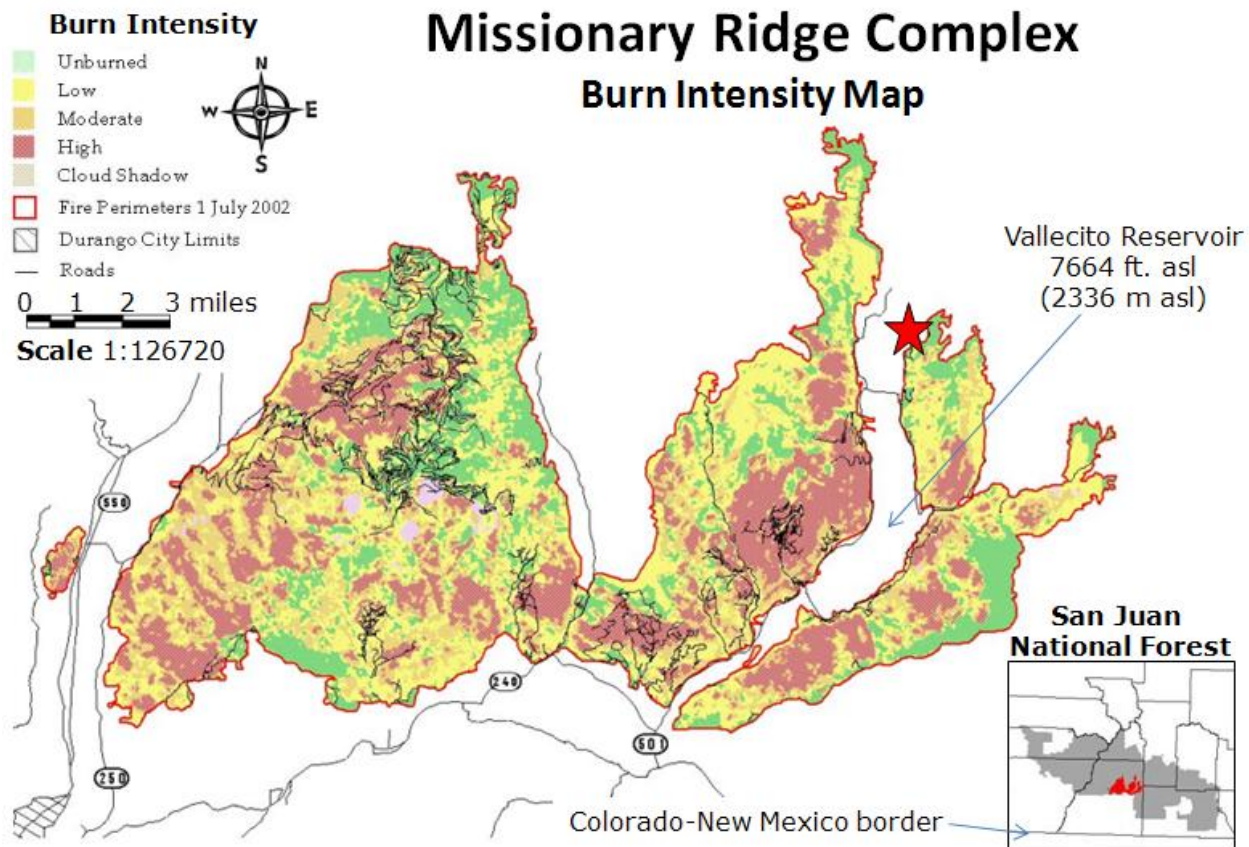 Missionary Ridge Complex
Burn Intensity Map
Burn Intensity
Unburned
Low
Moderate
High
Cloud Shadow
Fire Perimeters 1 July 2002
Durango City Limits
Roads
N
W
E
S
0 1 2 3 miles
Scale 1:126720
Vallecito Reservoir
7664 ft. asl
(2336 m asl)
550
240
501
250
San Juan
National Forest
Colorado-New Mexico border